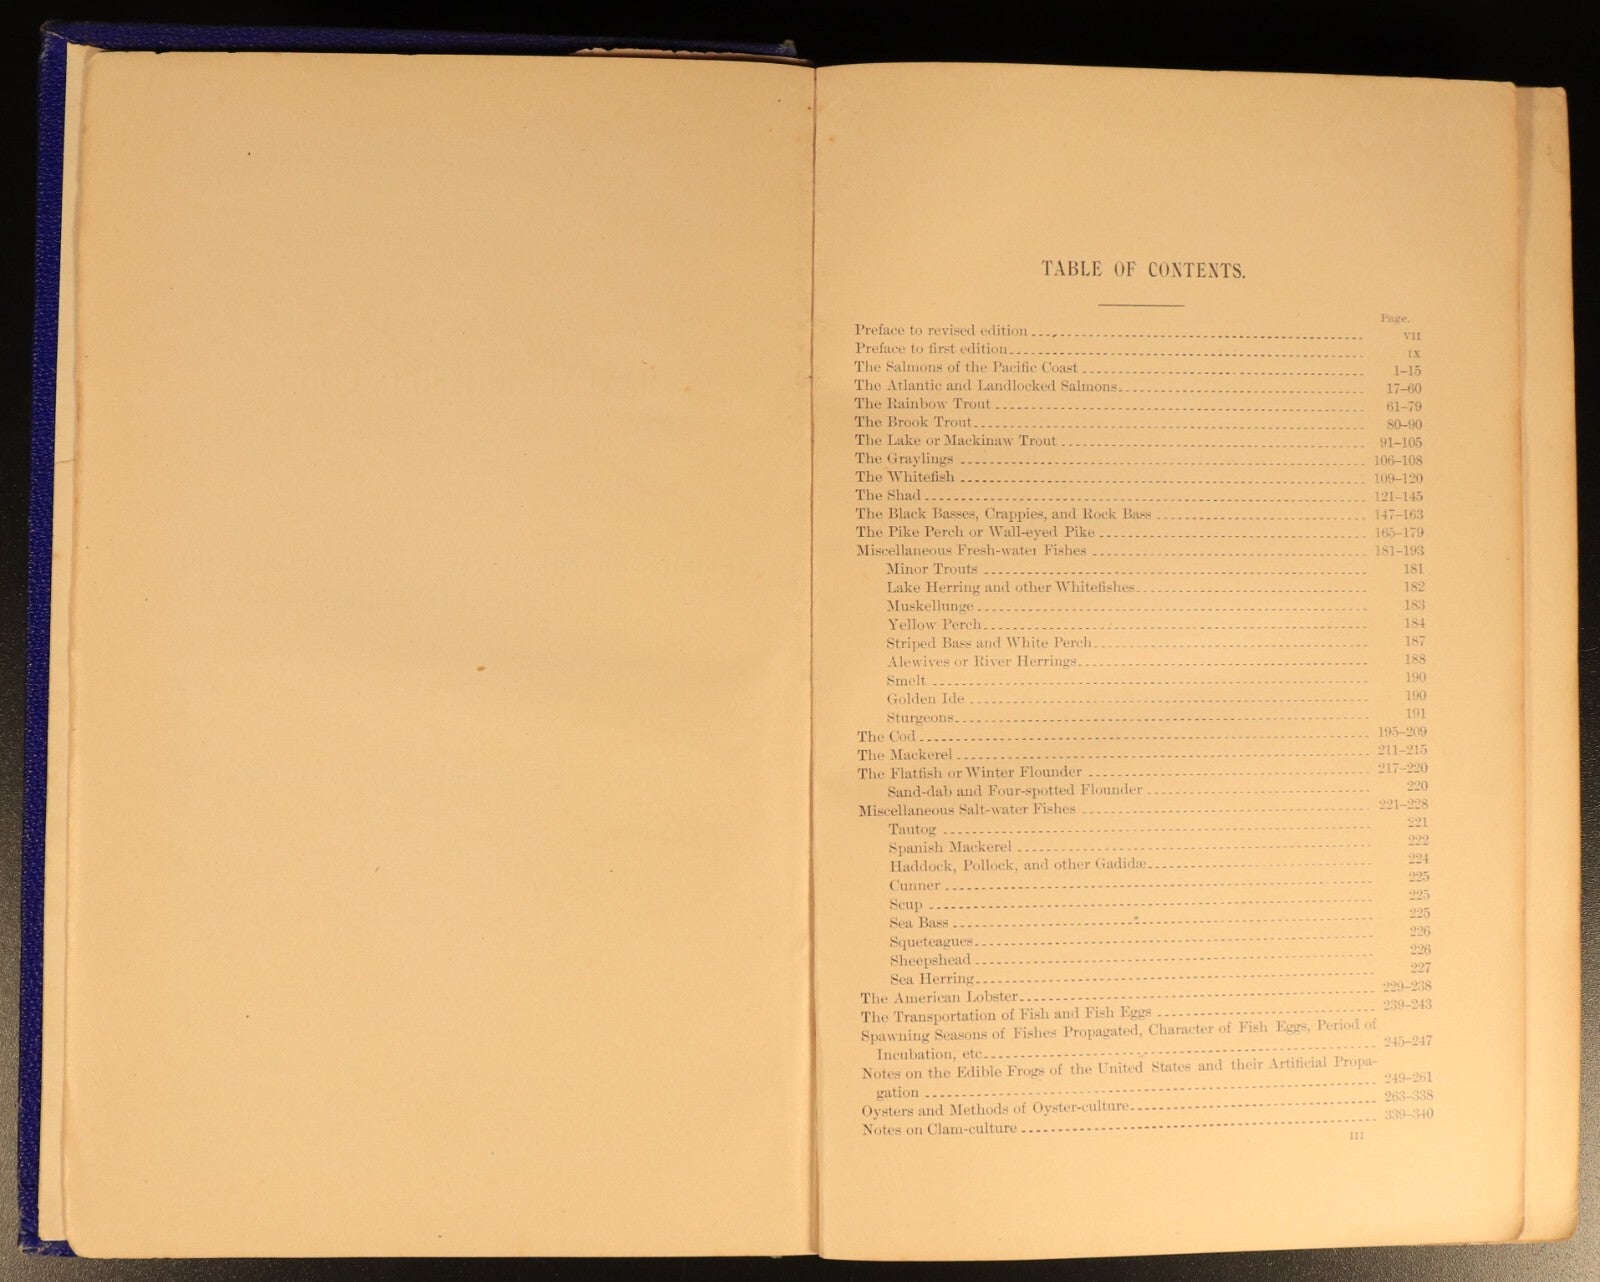 TABLE OF CONTENTS.
Page.
Preface to revised edition VII
Preface to first edition IX
The Salmons of the Pacific Coast 1–15
The Atlantic and Landlocked Salmons 17–60
The Rainbow Trout 61–79
The Brook Trout 80–90
The Lake or Mackinaw Trout 91–105
The Graylings 106–108
The Whitefish 109–120
The Shad 121–145
The Black Basses, Crappies, and Rock Bass 147–163
The Pike Perch or Wall-eyed Pike 165–179
Miscellaneous Fresh-water Fishes 181–193
Minor Trouts 181
Lake Herring and other Whitefishes 182
Muskellunge 183
Yellow Perch 184
Striped Bass and White Perch 187
Alewives or River Herrings 188
Smelt 190
Golden Ide 190
Sturgeons 191
The Cod 195–209
The Mackerel 211–215
The Flatfish or Winter Flounder 217–220
Sand-dab and Four-spotted Flounder 220
Miscellaneous Salt-water Fishes 221–228
Tautog 221
Spanish Mackerel 222
Haddock, Pollock, and other Gadidæ 224
Cunner 225
Scup 225
Sea Bass 225
Squeteagues 226
Sheepshead 226
Sea Herring 227
The American Lobster 229–238
The Transportation of Fish and Fish Eggs 239–243
Spawning Seasons of Fishes Propagated, Character of Fish Eggs, Period of
Incubation, etc 245–247
Notes on the Edible Frogs of the United States and their Artificial Propa-
gation 249–261
Oysters and Methods of Oyster-culture 263–338
Notes on Clam-culture 339–340
III